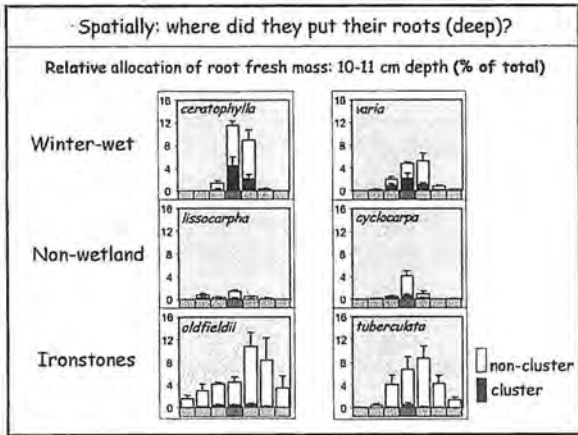 Spatially: where did they put their roots (deep)?
Relative allocation of root fresh mass: 10-11 cm depth (% of total)
Winter-wet
16
12
8
4
0
ceratophylla
16
12
8
4
0
varia
Non-wetland
16
12
8
4
0
lissocarpha
16
12
8
4
0
cyclocarpa
Ironstones
16
12
8
4
0
oldfieldii
16
12
8
4
0
tuberculata
non-cluster
cluster